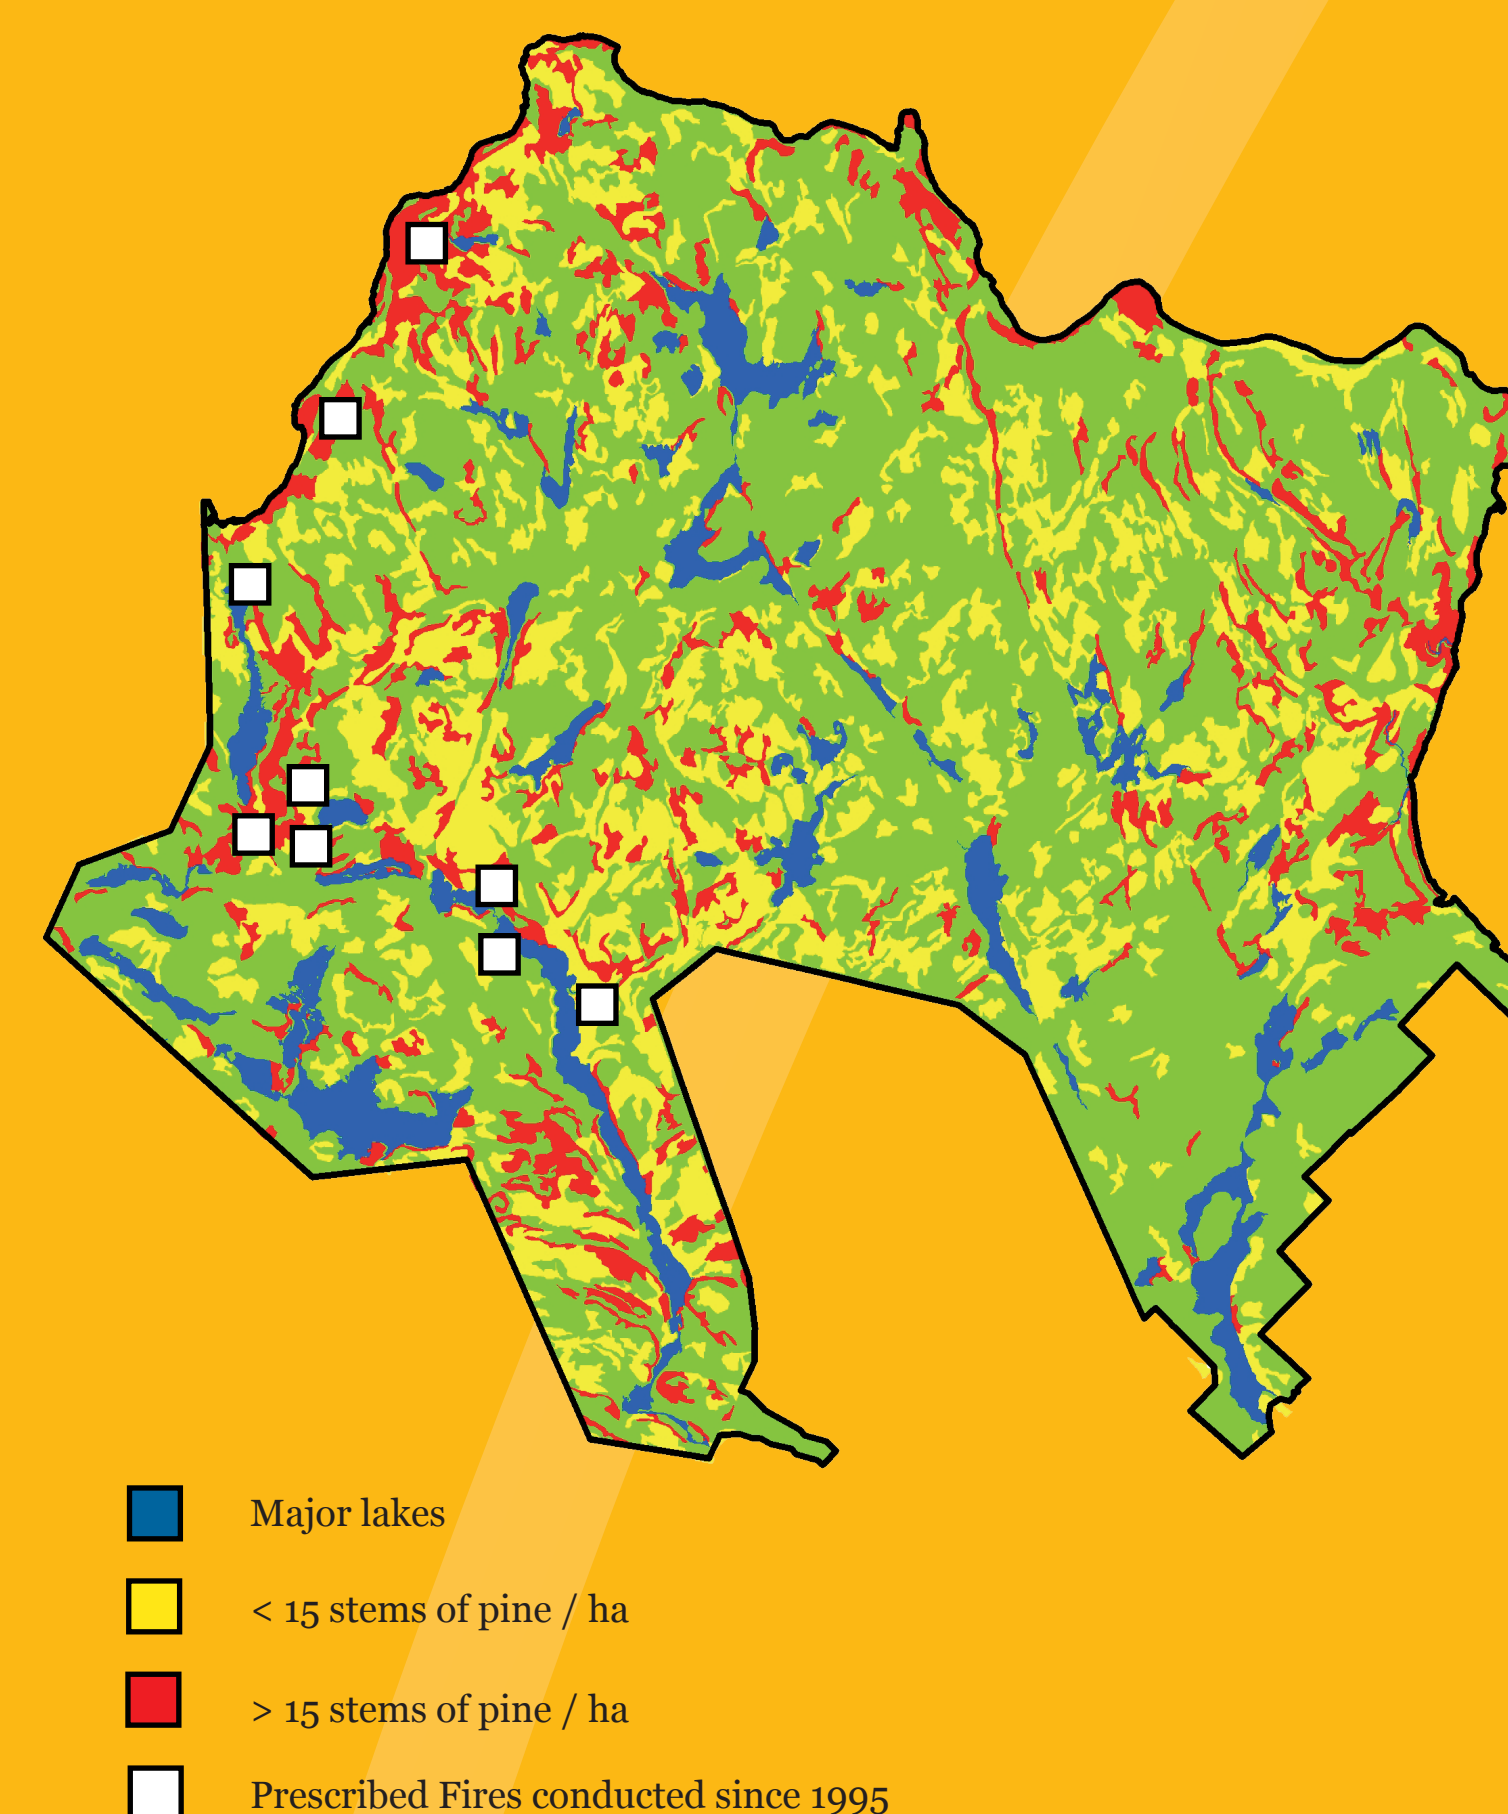 Major lakes
< 15 stems of pine / ha
> 15 stems of pine / ha
Prescribed Fires conducted since 1995